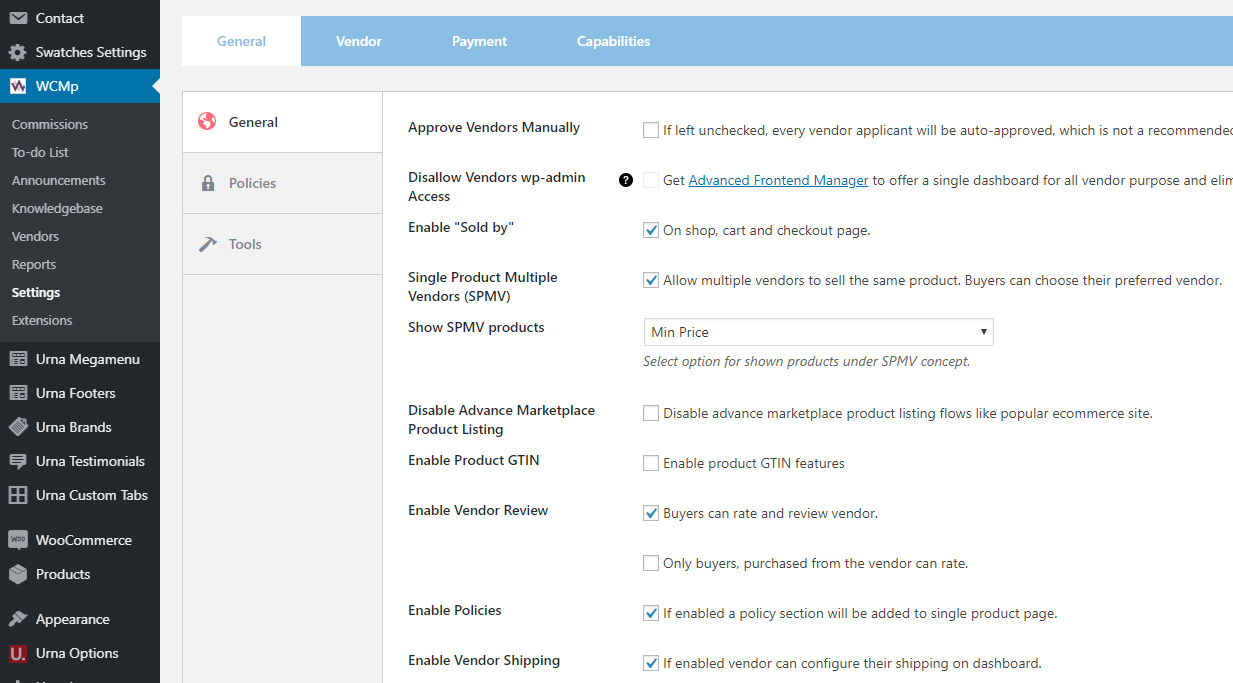 Contact
Swatches Settings
WCMp
Commissions
To-do List
Announcements
Knowledgebase
Vendors
Reports
Settings
Extensions
Urna Megamenu
Urna Footers
Urna Brands
Urna Testimonials
Urna Custom Tabs
WOO
WooCommerce
Products
Appearance
U.
Urna Options
General
Vendor
Payment
Capabilities
General
Policies
Tools
Approve Vendors Manually
If left unchecked, every vendor applicant will be auto-approved, which is not a recommended
Disallow Vendors wp-admin
Access
?
Get Advanced Frontend Manager to offer a single dashboard for all vendor purpose and
Enable "Sold by"
On shop, cart and checkout page.
Single Product Multiple
Vendors (SPMV)
Allow multiple vendors to sell the same product. Buyers can choose their preferred vendor.
Show SPMV products
Min Price
Select option for shown products under SPMV concept.
Disable Advance Marketplace
Product Listing
Disable advance marketplace product listing flows like popular ecommerce site.
Enable Product GTIN
Enable product GTIN features
Enable Vendor Review
Buyers can rate and review vendor.
Only buyers, purchased from the vendor can rate.
Enable Policies
If enabled a policy section will be added to single product page.
Enable Vendor Shipping
If enabled vendor can configure their shipping on dashboard.